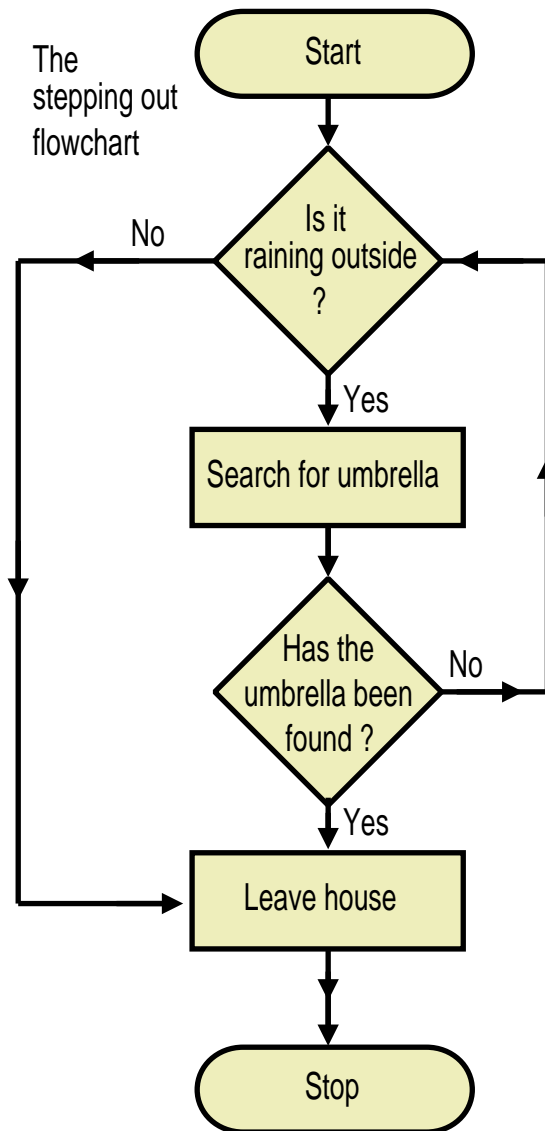 Start
The
stepping out
flowchart
Is it
raining outside
?
No
Yes
Search for umbrella
Has the
umbrella been
found ?
No
Yes
Leave house
Stop